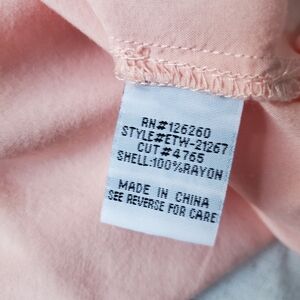 RN#126260
STYLE#ETW-21267
CUT#4765
SHELL:100%RAYON
MADE IN CHINA
SEE REVERSE FOR CARE